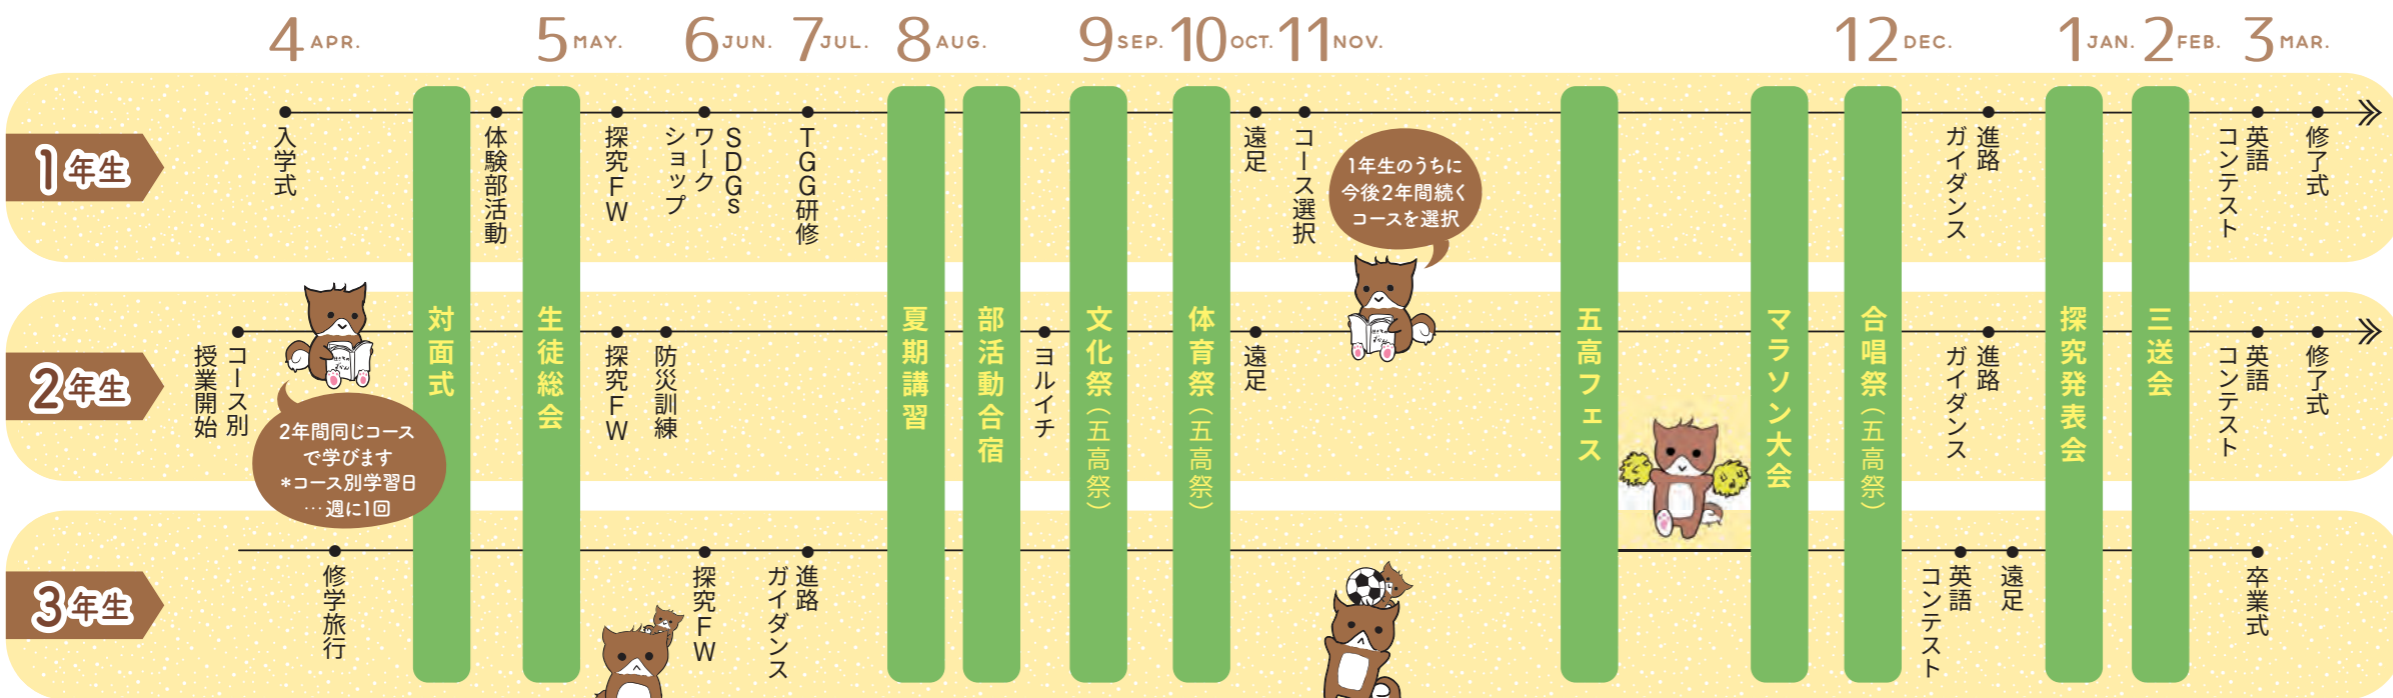 4 APR.
5 MAY.
6 JUN.
7 JUL.
8 AUG.
9 SEP.
10 OCT.
11 NOV.
12 DEC.
1 JAN.
2 FEB.
3 MAR.
1年生
入学式
体験部活動
探究FW
SDGs
ワーク
ショップ
TGG研修
遠足
コース選択
1年生のうちに
今後2年間続く
コースを選択
進路
ガイダンス
英語
コンテスト
修了式
2年生
コース別
授業開始
2年間同じコース
で学びます
*コース別学習日
…週に1回
探究FW
防災訓練
ヨルイチ
遠足
進路
ガイダンス
英語
コンテスト
修了式
3年生
修学旅行
探究FW
進路
ガイダンス
英語
コンテスト
遠足
卒業式
対面式
生徒総会
夏期講習
部活動合宿
文化祭(五高祭)
体育祭(五高祭)
五高フェス
マラソン大会
合唱祭(五高祭)
探究発表会
三送会